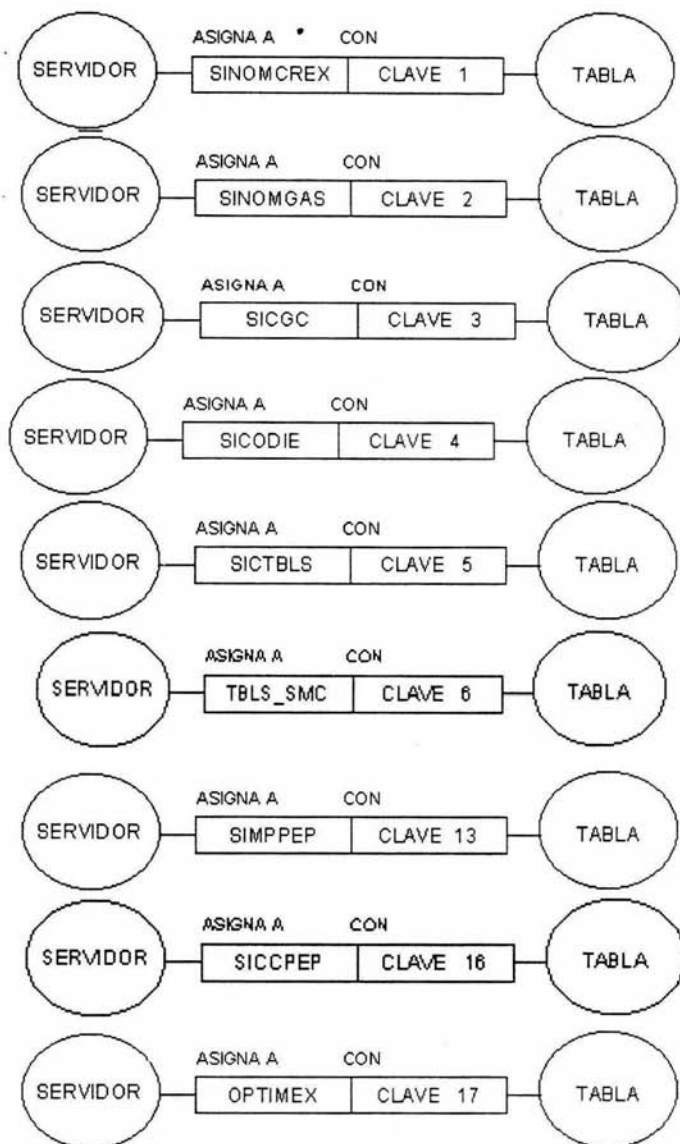 ASIGNA A CON
SERVIDOR SINOMCREX CLAVE 1 TABLA
ASIGNA A CON
SERVIDOR SINOMGAS CLAVE 2 TABLA
ASIGNA A CON
SERVIDOR SICGC CLAVE 3 TABLA
ASIGNA A CON
SERVIDOR SICODIE CLAVE 4 TABLA
ASIGNA A CON
SERVIDOR SICTBLS CLAVE 5 TABLA
ASIGNA A CON
SERVIDOR TBLS_SMC CLAVE 6 TABLA
ASIGNA A CON
SERVIDOR SIMPPEP CLAVE 13 TABLA
ASIGNA A CON
SERVIDOR SICCPEP CLAVE 16 TABLA
ASIGNA A CON
SERVIDOR OPTIMEX CLAVE 17 TABLA